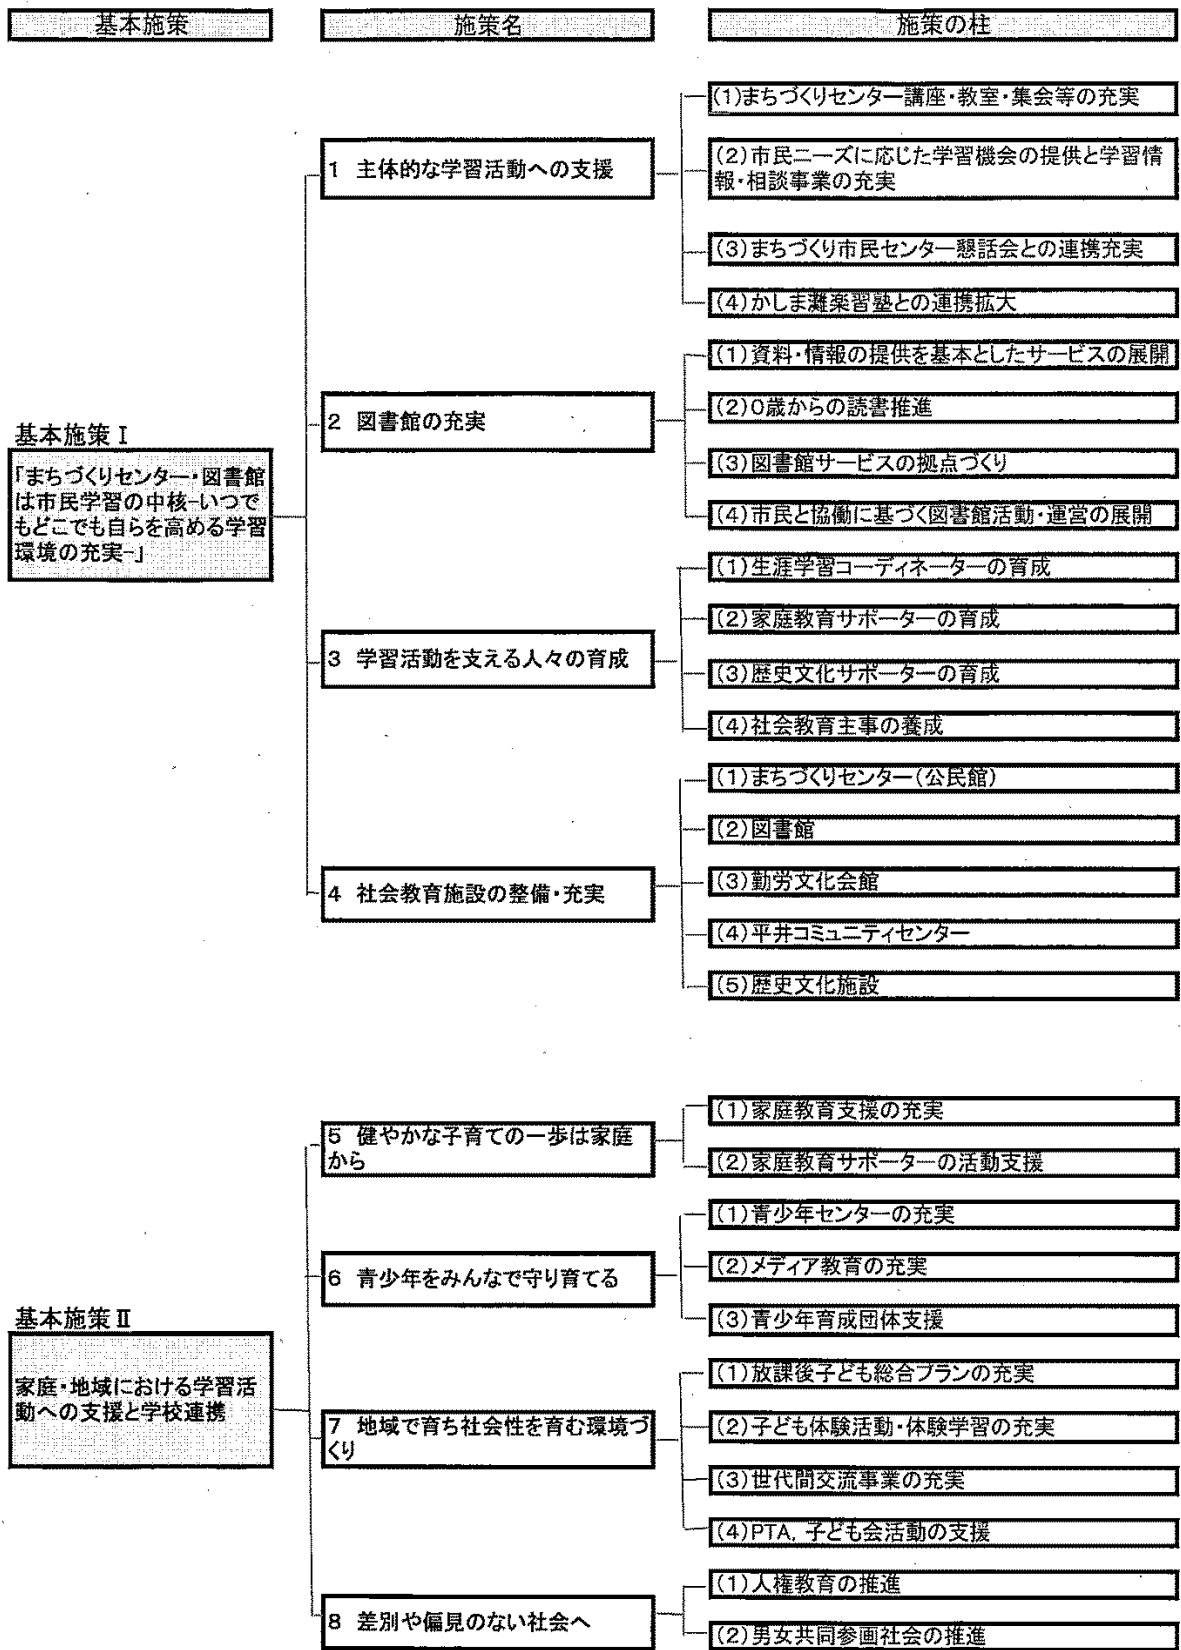 基本施策
施策名
施策の柱
基本施策Ⅰ
「まちづくりセンター・図書館
は市民学習の中核-いつで
もどこでも自らを高める学習
環境の充実-」
1 主体的な学習活動への支援
(1)まちづくりセンター講座・教室・集会等の充実
(2)市民ニーズに応じた学習機会の提供と学習情
報・相談事業の充実
(3)まちづくり市民センター懇話会との連携充実
(4)かしま灘楽習塾との連携拡大
2 図書館の充実
(1)資料・情報の提供を基本としたサービスの展開
(2)0歳からの読書推進
(3)図書館サービスの拠点づくり
(4)市民と協働に基づく図書館活動・運営の展開
3 学習活動を支える人々の育成
(1)生涯学習コーディネーターの育成
(2)家庭教育サポーターの育成
(3)歴史文化サポーターの育成
(4)社会教育主事の養成
4 社会教育施設の整備・充実
(1)まちづくりセンター(公民館)
(2)図書館
(3)勤労文化会館
(4)平井コミュニティセンター
(5)歴史文化施設
基本施策Ⅱ
家庭・地域における学習活
動への支援と学校連携
5 健やかな子育ての一歩は家庭
から
(1)家庭教育支援の充実
(2)家庭教育サポーターの活動支援
6 青少年をみんなで守り育てる
(1)青少年センターの充実
(2)メディア教育の充実
(3)青少年育成団体支援
7 地域で育ち社会性を育む環境づ
くり
(1)放課後子ども総合プランの充実
(2)子ども体験活動・体験学習の充実
(3)世代間交流事業の充実
(4)PTA, 子ども会活動の支援
8 差別や偏見のない社会へ
(1)人権教育の推進
(2)男女共同参画社会の推進